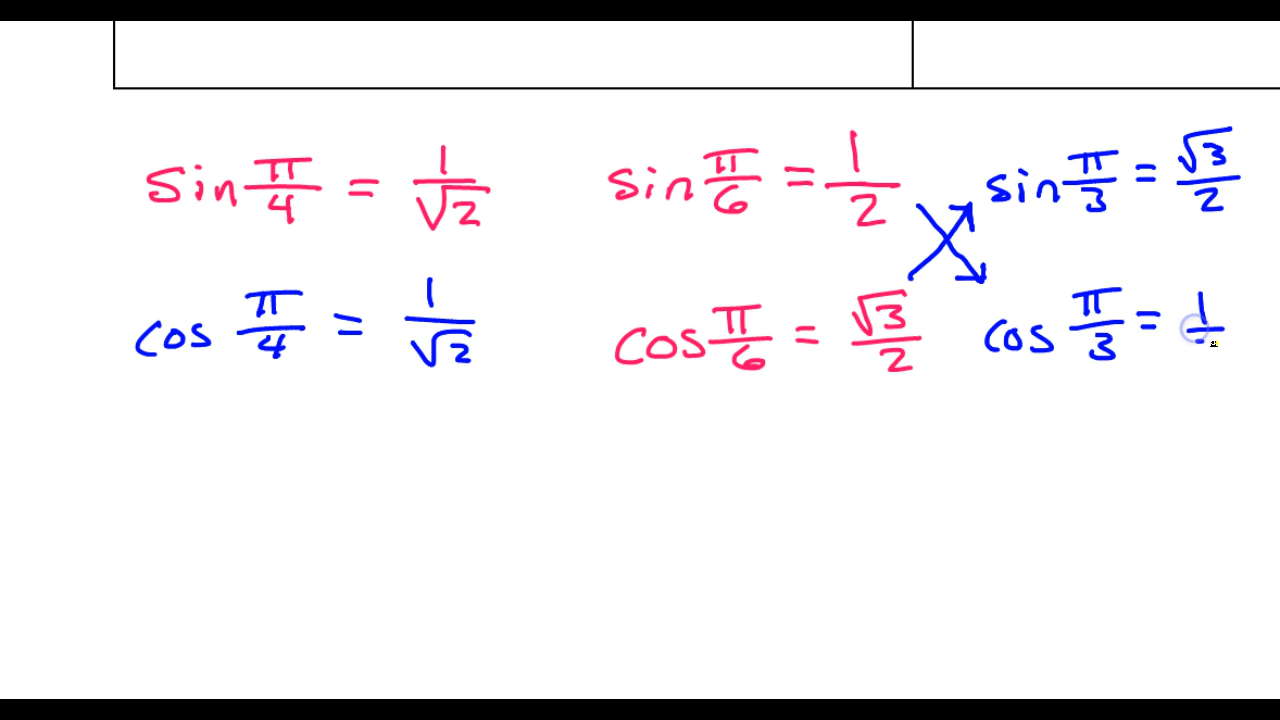 sin π/4 = 1/√2 sin π/6 = 1/2 sin π/3 = √3/2
cos π/4 = 1/√2 cos π/6 = √3/2 cos π/3 = 1/